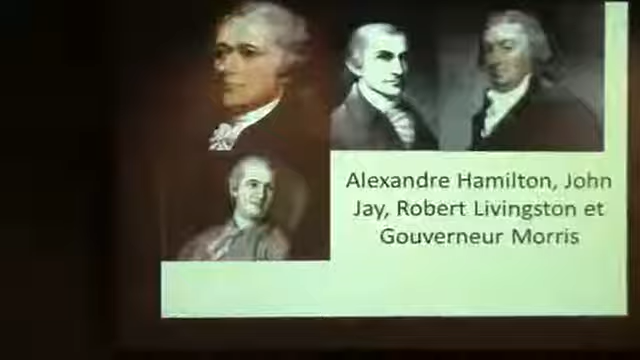 Alexandre Hamilton, John
Jay, Robert Livingston et
Gouverneur Morris